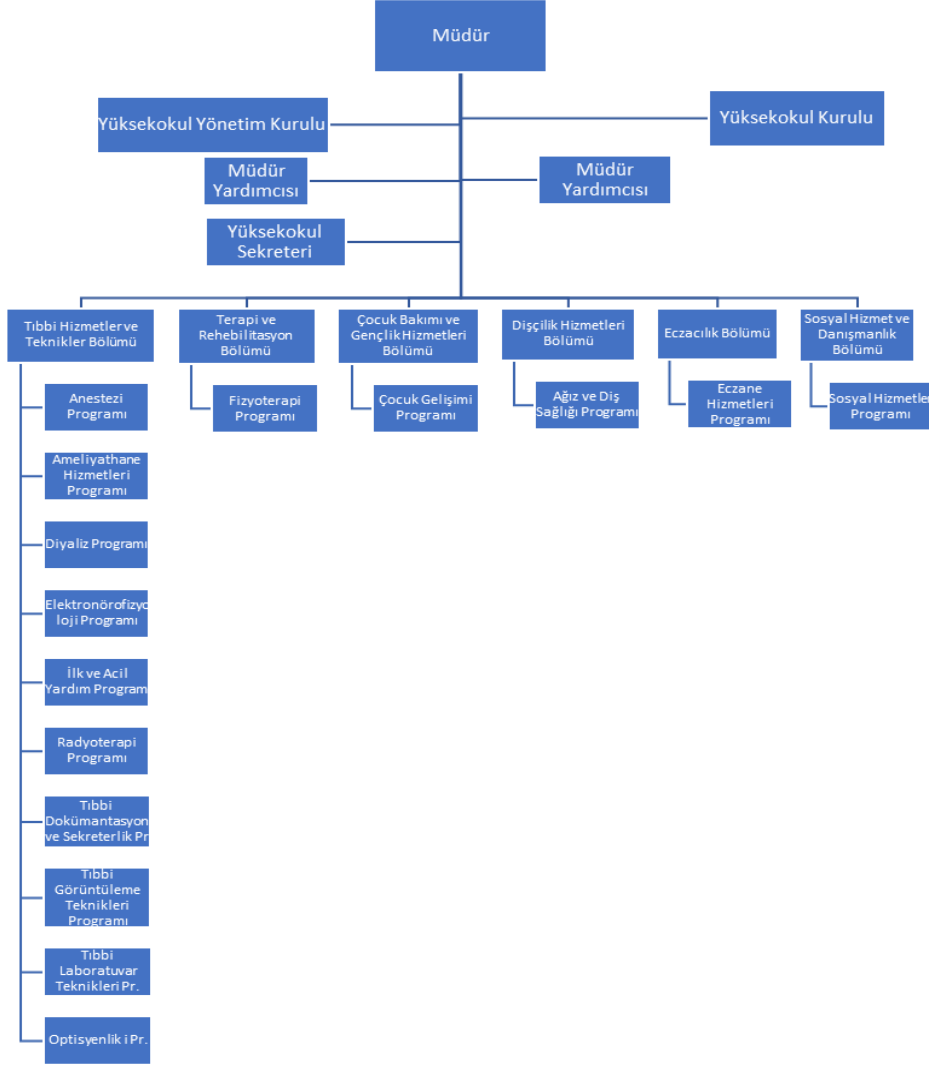 Müdür
Yüksekokul Yönetim Kurulu
Yüksekokul Kurulu
Müdür
Yardımcısı
Müdür
Yardımcısı
Yüksekokul
Sekreteri
Tıbbi Hizmetler ve
Teknikler Bölümü
Terapi ve
Rehabilitasyon
Bölümü
Çocuk Bakımı ve
Gençlik Hizmetleri
Bölümü
Dişçilik Hizmetleri
Bölümü
Eczacılık Bölümü
Sosyal Hizmet ve
Danışmanlık
Bölümü
Anestezi
Programı
Fizyoterapi
Programı
Çocuk Gelişimi
Programı
Ağız ve Diş
Sağlığı Programı
Eczane
Hizmetleri
Programı
Sosyal Hizmetler
Programı
Ameliyathane
Hizmetleri
Programı
Diyaliz Programı
Elektronörofizyo
loji Programı
İlk ve Acil
Yardım Program
Radyoterapi
Programı
Tıbbi
Dokümantasyon
ve Sekreterlik Pr
Tıbbi
Görüntüleme
Teknikleri
Programı
Tıbbi
Laboratuvar
Teknikleri Pr.
Optisyenlik i Pr.